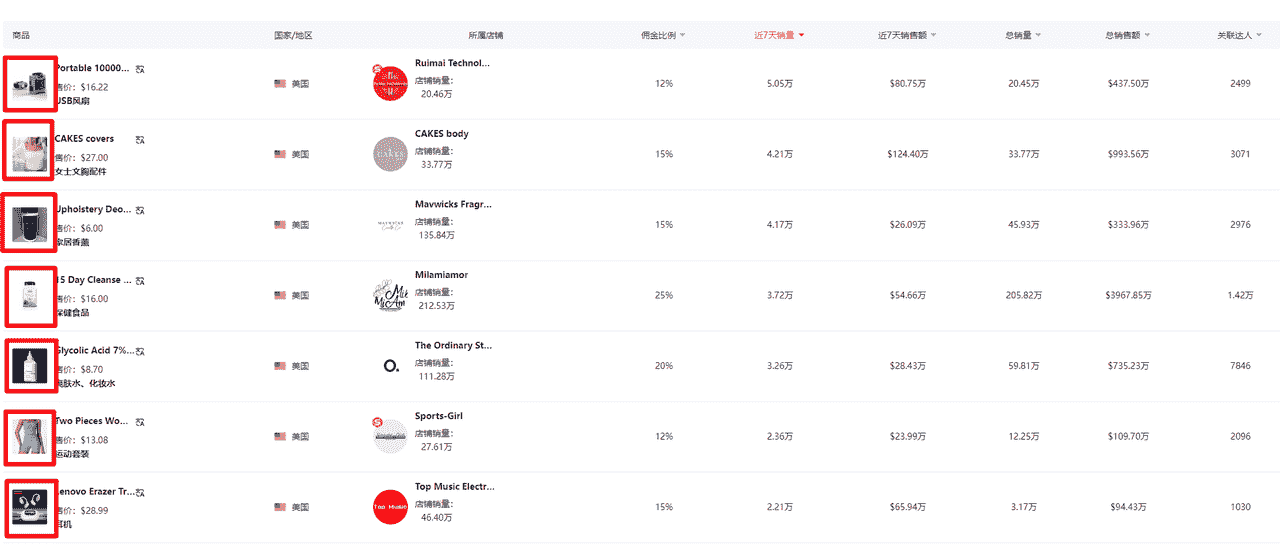 商品 国家/地区 所属店铺 佣金比例 近7天销量 近7天销售额 总销量 总销售额 关联达人
Portable 10000...
售价：$16.22
USB风扇
美国
Ruimai Technol...
店铺销量：
20.46万
12% 5.05万 $80.75万 20.45万 $437.50万 2499
CAKES covers
售价：$27.00
女士文胸配件
美国
CAKES
CAKES body
店铺销量：
33.77万
15% 4.21万 $124.40万 33.77万 $993.56万 3071
Upholstery Deo...
售价：$6.00
家居香薰
美国
Mavwicks Fragr...
店铺销量：
135.84万
15% 4.17万 $26.09万 45.93万 $333.96万 2976
15 Day Cleanse ...
售价：$16.00
保健食品
美国
Milamiamor
店铺销量：
212.53万
25% 3.72万 $54.66万 205.82万 $3967.85万 1.42万
Glycolic Acid 7%...
售价：$8.70
爽肤水、化妆水
美国
O.
The Ordinary St...
店铺销量：
111.28万
20% 3.26万 $28.43万 59.81万 $735.23万 7846
Two Pieces Wo...
售价：$13.08
运动套装
美国
Sports-Girl
店铺销量：
27.61万
12% 2.36万 $23.99万 12.25万 $109.70万 2096
Lenovo Erazer Tr...
售价：$28.99
耳机
美国
Top Music
Top Music Electr...
店铺销量：
46.40万
15% 2.21万 $65.94万 3.17万 $94.43万 1030